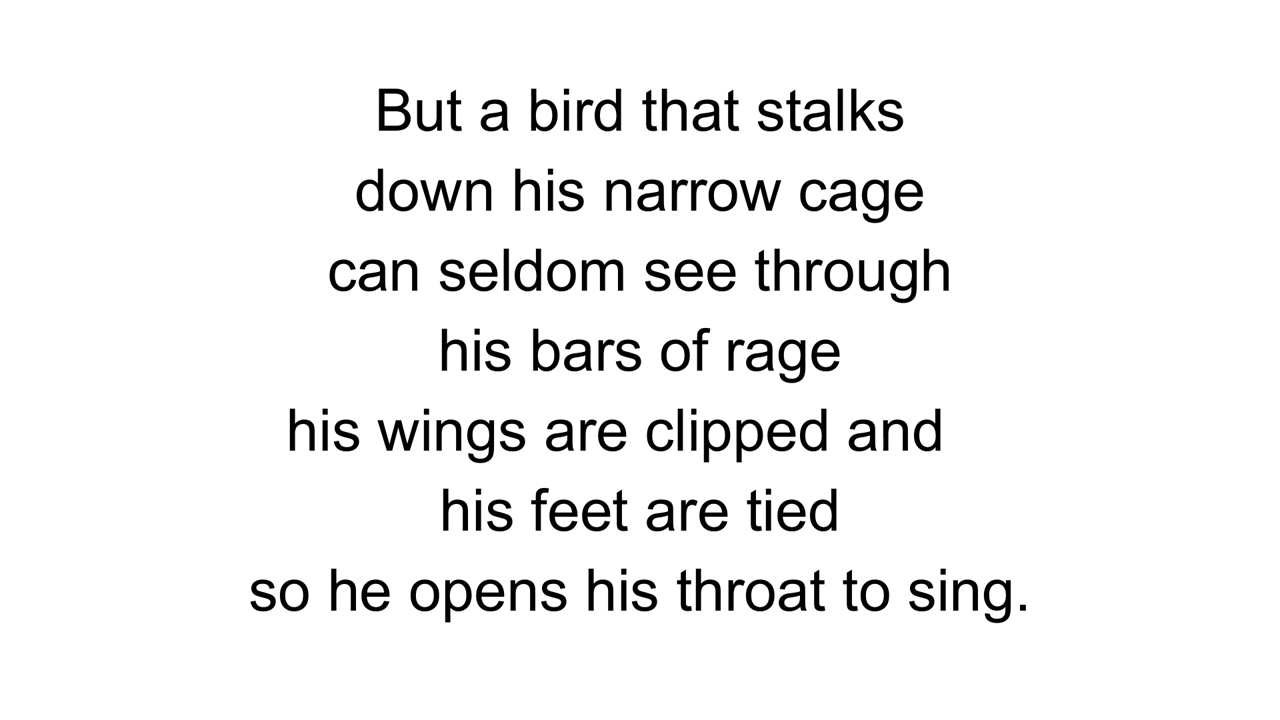 But a bird that stalks
down his narrow cage
can seldom see through
his bars of rage
his wings are clipped and
his feet are tied
so he opens his throat to sing.